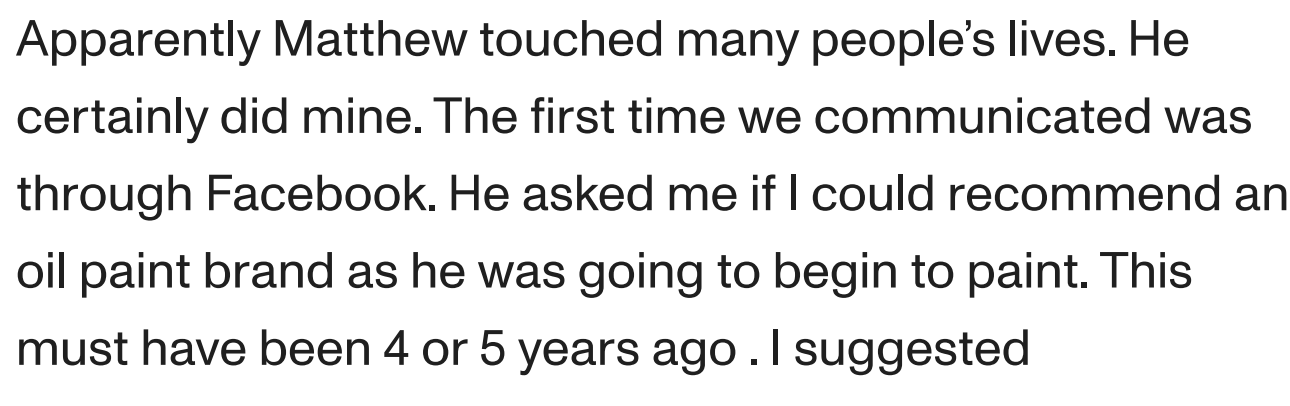 Apparently Matthew touched many people’s lives. He
certainly did mine. The first time we communicated was
through Facebook. He asked me if I could recommend an
oil paint brand as he was going to begin to paint. This
must have been 4 or 5 years ago . I suggested